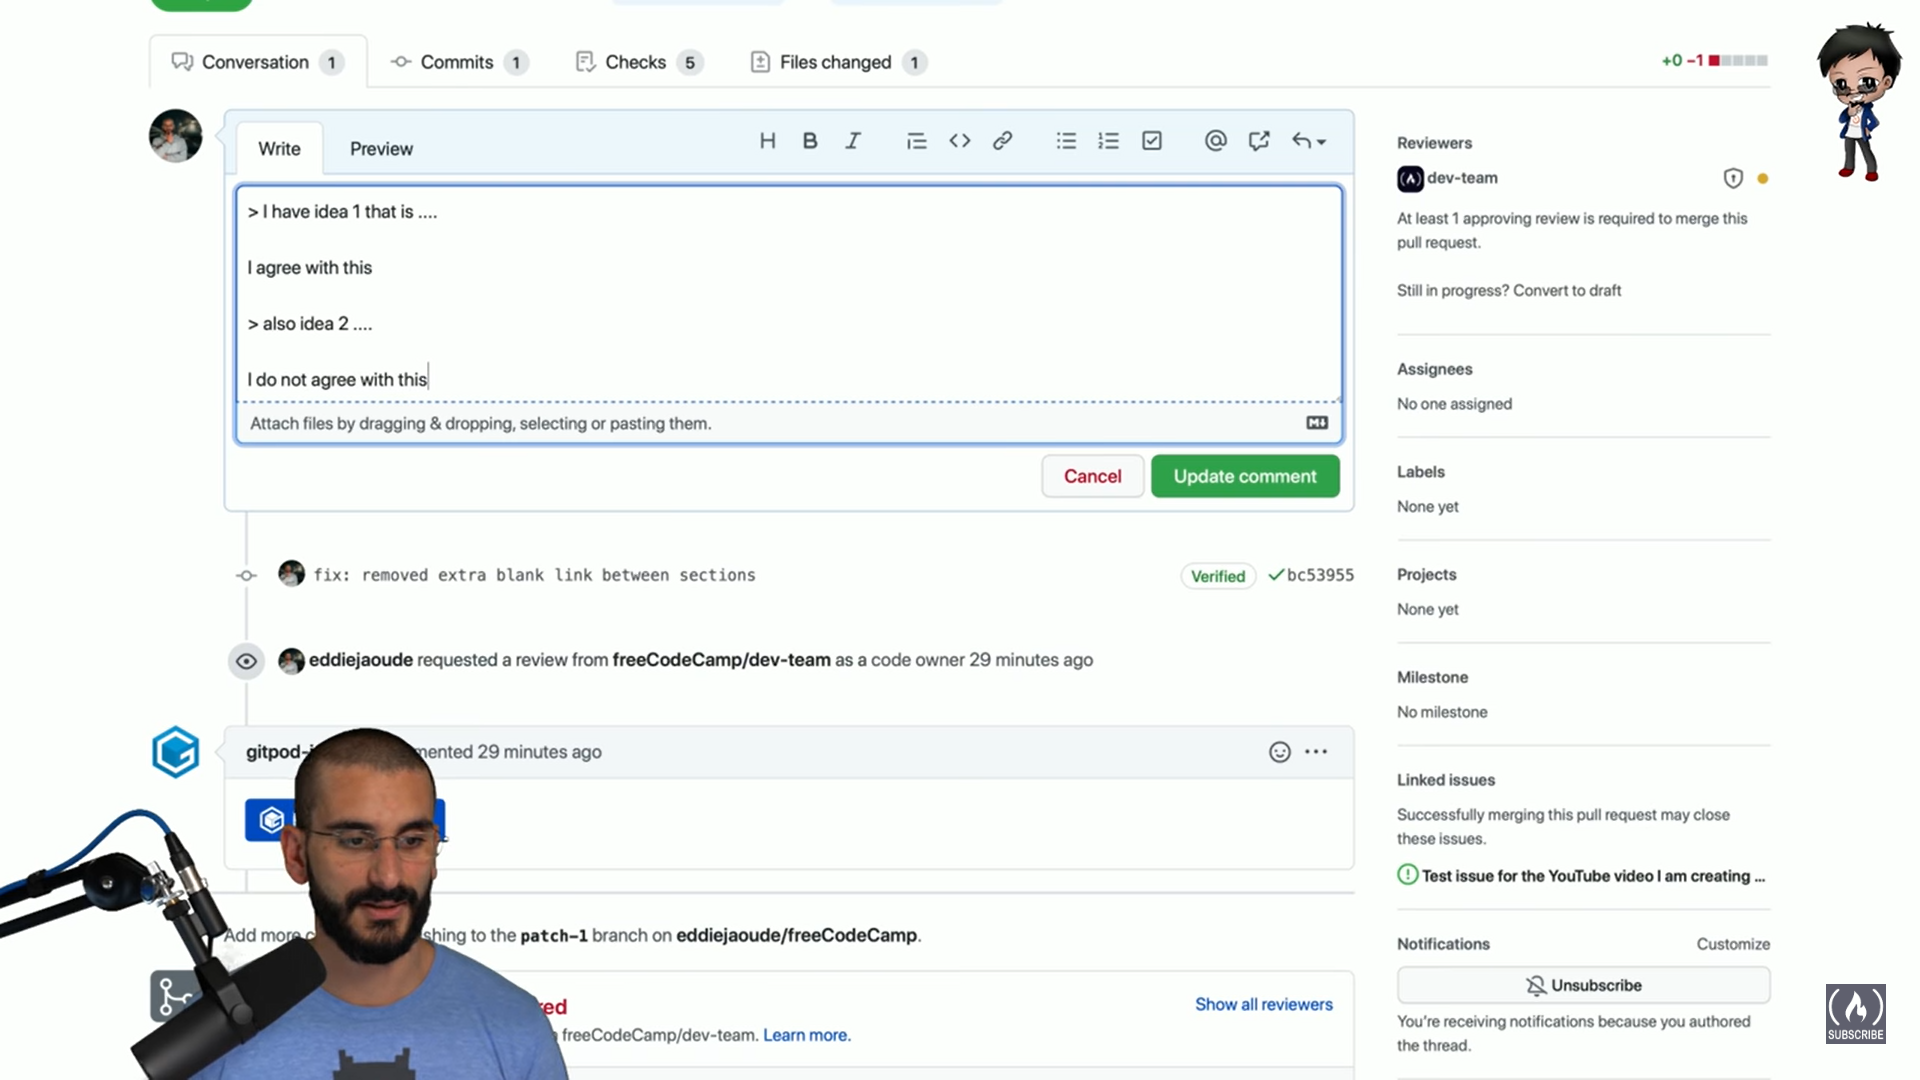 Conversation 1
Commits 1
Checks 5
Files changed 1
+0 −1
Write
Preview
> I have idea 1 that is ....
I agree with this
> also idea 2 ....
I do not agree with this
Attach files by dragging & dropping, selecting or pasting them.
Cancel
Update comment
fix: removed extra blank link between sections
Verified
bc53955
eddiejaoude requested a review from freeCodeCamp/dev-team as a code owner 29 minutes ago
gitpod-
mented 29 minutes ago
Add more
shing to the patch-1 branch on eddiejaoude/freeCodeCamp.
red
Show all reviewers
freeCodeCamp/dev-team. Learn more.
Reviewers
dev-team
At least 1 approving review is required to merge this
pull request.
Still in progress? Convert to draft
Assignees
No one assigned
Labels
None yet
Projects
None yet
Milestone
No milestone
Linked issues
Successfully merging this pull request may close
these issues.
Test issue for the YouTube video I am creating ...
Notifications
Customize
Unsubscribe
You're receiving notifications because you authored
the thread.
SUBSCRIBE